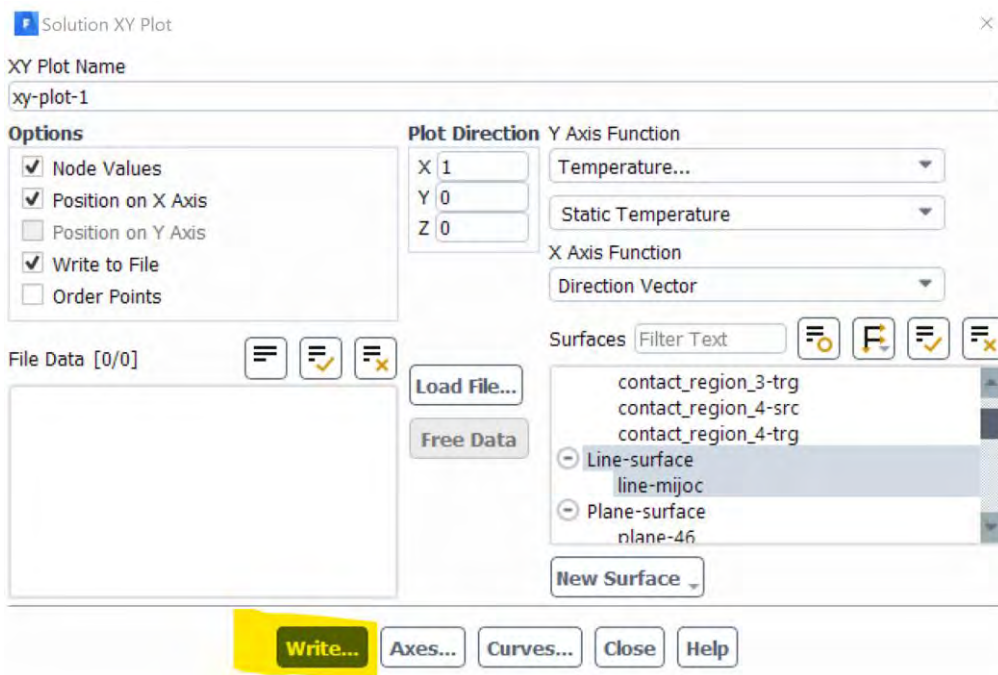 Solution XY Plot
XY Plot Name
xy-plot-1
Options
Node Values
Position on X Axis
Position on Y Axis
Write to File
Order Points
Plot Direction
X 1
Y 0
Z 0
Y Axis Function
Temperature...
Static Temperature
X Axis Function
Direction Vector
File Data [0/0]
Load File...
Free Data
Surfaces Filter Text
contact_region_3-trg
contact_region_4-src
contact_region_4-trg
Line-surface
line-mijoc
Plane-surface
plane-46
New Surface
Write... Axes... Curves... Close Help